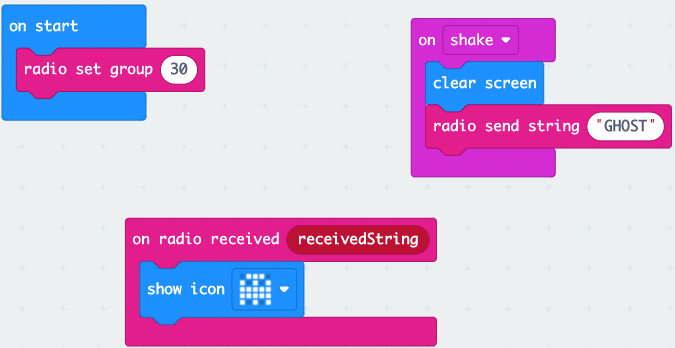 on start
radio set group 30
on shake
clear screen
radio send string "GHOST"
on radio received receivedString
show icon